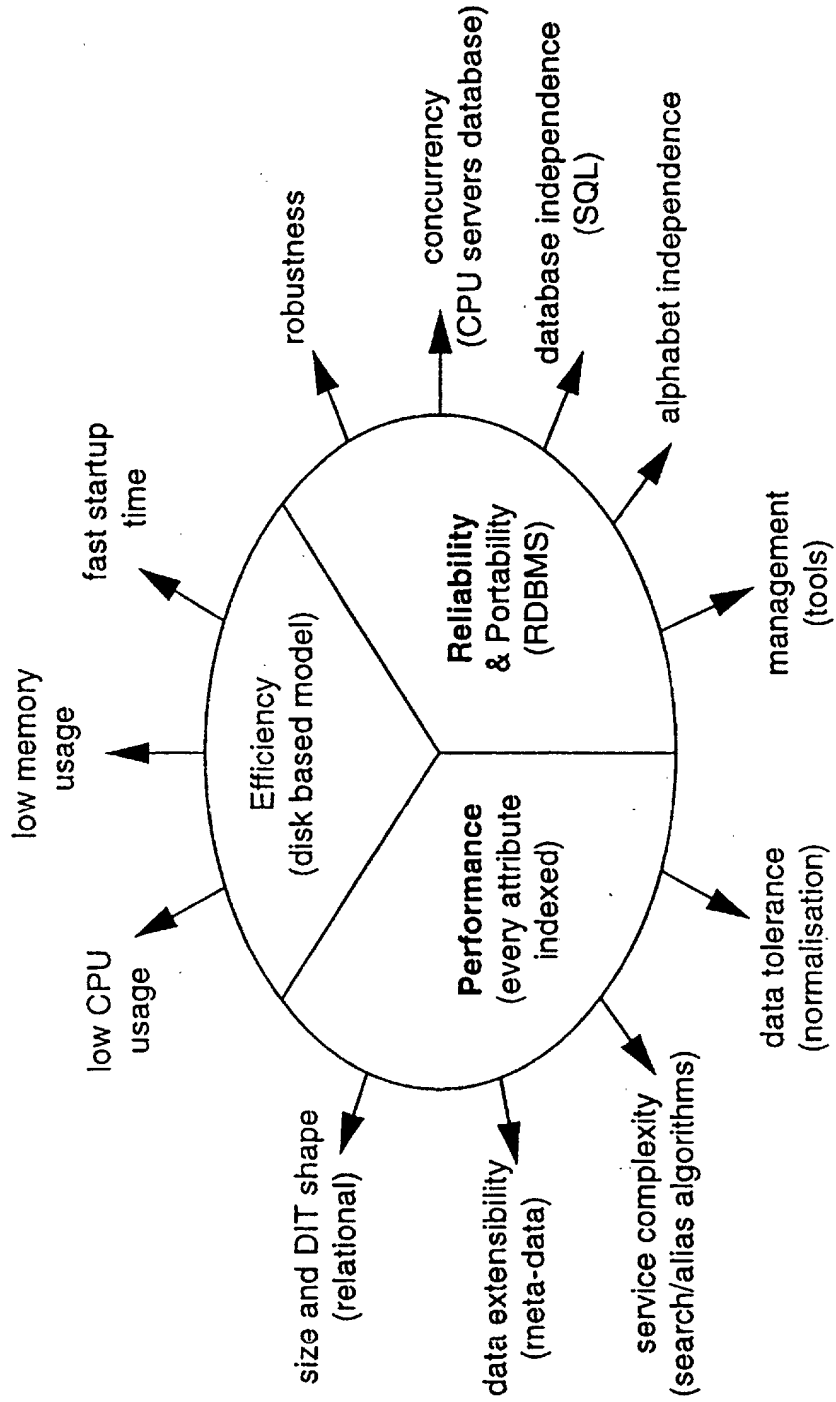 low memory
usage
low CPU
usage
fast startup
time
Efficiency
(disk based model)
size and DIT shape
(relational)
robustness
data extensibility
(meta-data)
Performance
(every attribute
indexed)
Reliability
& Portability
(RDBMS)
concurrency
(CPU servers database)
service complexity
(search/alias algorithms)
database independence
(SQL)
data tolerance
(normalisation)
management
(tools)
alphabet independence